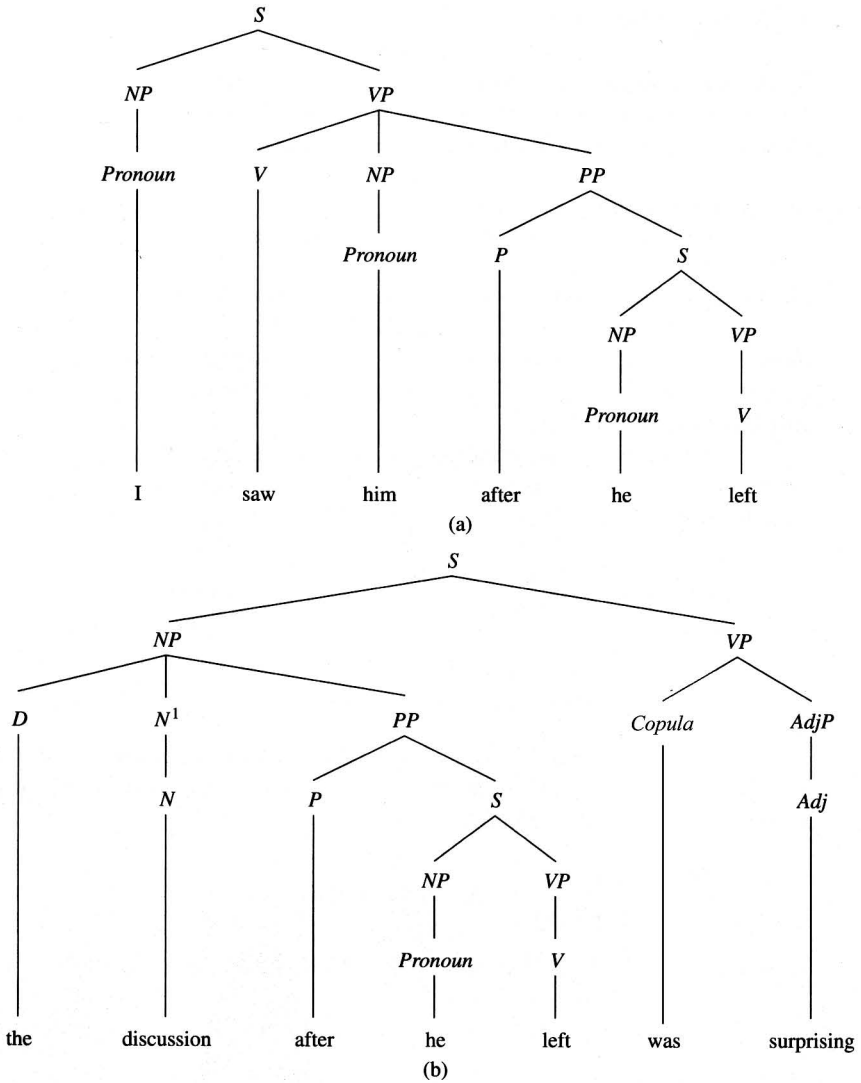 S
NP VP
Pronoun V NP PP
Pronoun P S
NP VP
Pronoun V
I saw him after he left
(a)
S
NP VP
D N¹ PP Copula AdjP
N P S Adj
NP VP
Pronoun V
the discussion after he left was surprising
(b)